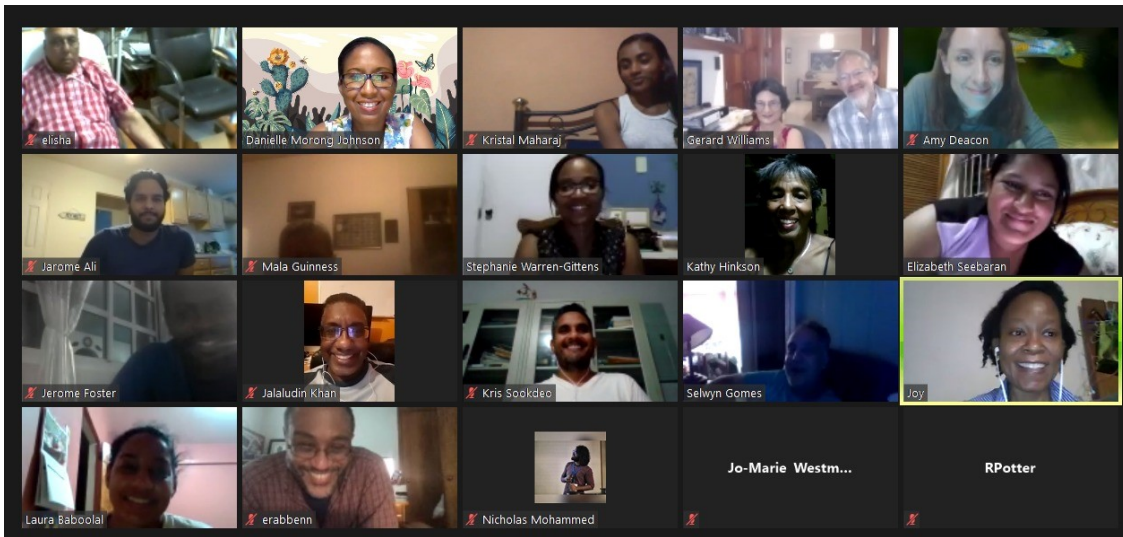 elisha
Danielle Morong Johnson
Kristal Maharaj
Gerard Williams
Amy Deacon
Jarome Ali
Mala Guinness
Stephanie Warren-Gittens
Kathy Hinkson
Elizabeth Seebaran
Jerome Foster
Jalaludin Khan
Kris Sookdeo
Selwyn Gomes
Joy
Laura Baboolal
erabbenn
Nicholas Mohammed
Jo-Marie Westm...
RPotter